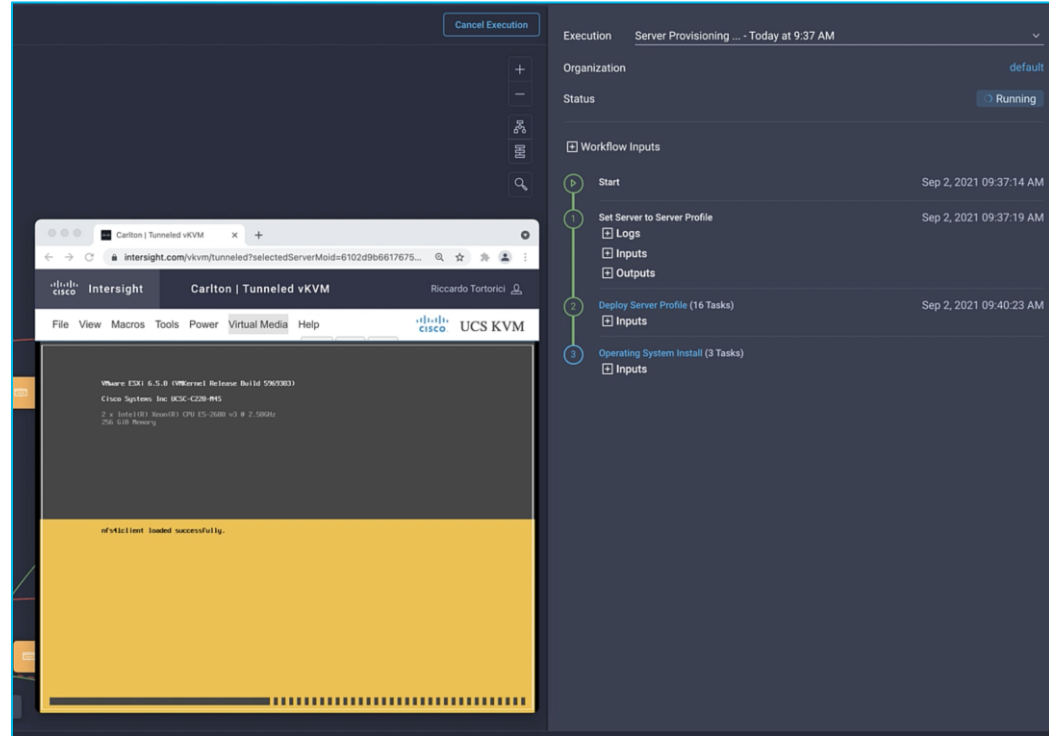 Cancel Execution
Execution Server Provisioning ... - Today at 9:37 AM
Organization default
Status Running
Workflow Inputs
Start Sep 2, 2021 09:37:14 AM
1 Set Server to Server Profile Sep 2, 2021 09:37:19 AM
Logs
Inputs
Outputs
2 Deploy Server Profile (16 Tasks) Sep 2, 2021 09:40:23 AM
Inputs
3 Operating System Install (3 Tasks)
Inputs
Carlton | Tunneled vKVM
intersight.com/vkvm/tunneled?selectedServerMoid=6102d9b6617675...
CISCO Intersight Carlton | Tunneled vKVM Riccardo Tortorici
File View Macros Tools Power Virtual Media Help CISCO UCS KVM
VMware ESXi 6.5.0 (VMKernel Release Build 5969303)
Cisco Systems Inc UCSC-C220-M4S
2 x Intel(R) Xeon(R) CPU E5-2680 v3 @ 2.50GHz
256 GiB Memory
nfs41client loaded successfully.